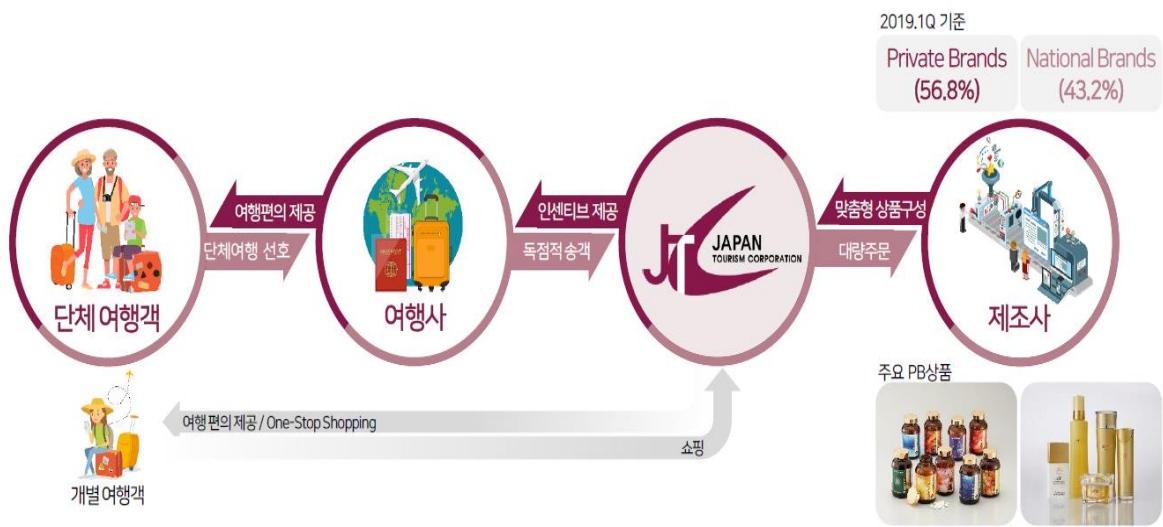 2019.1Q 기준
Private Brands
(56.8%)
National Brands
(43.2%)
여행편의 제공
단체여행 선호
인센티브 제공
독점적 송객
JTC
JAPAN
TOURISM CORPORATION
맞춤형 상품구성
대량주문
단체 여행객
여행사
제조사
여행 편의 제공 / One-Stop Shopping
쇼핑
개별 여행객
주요 PB상품